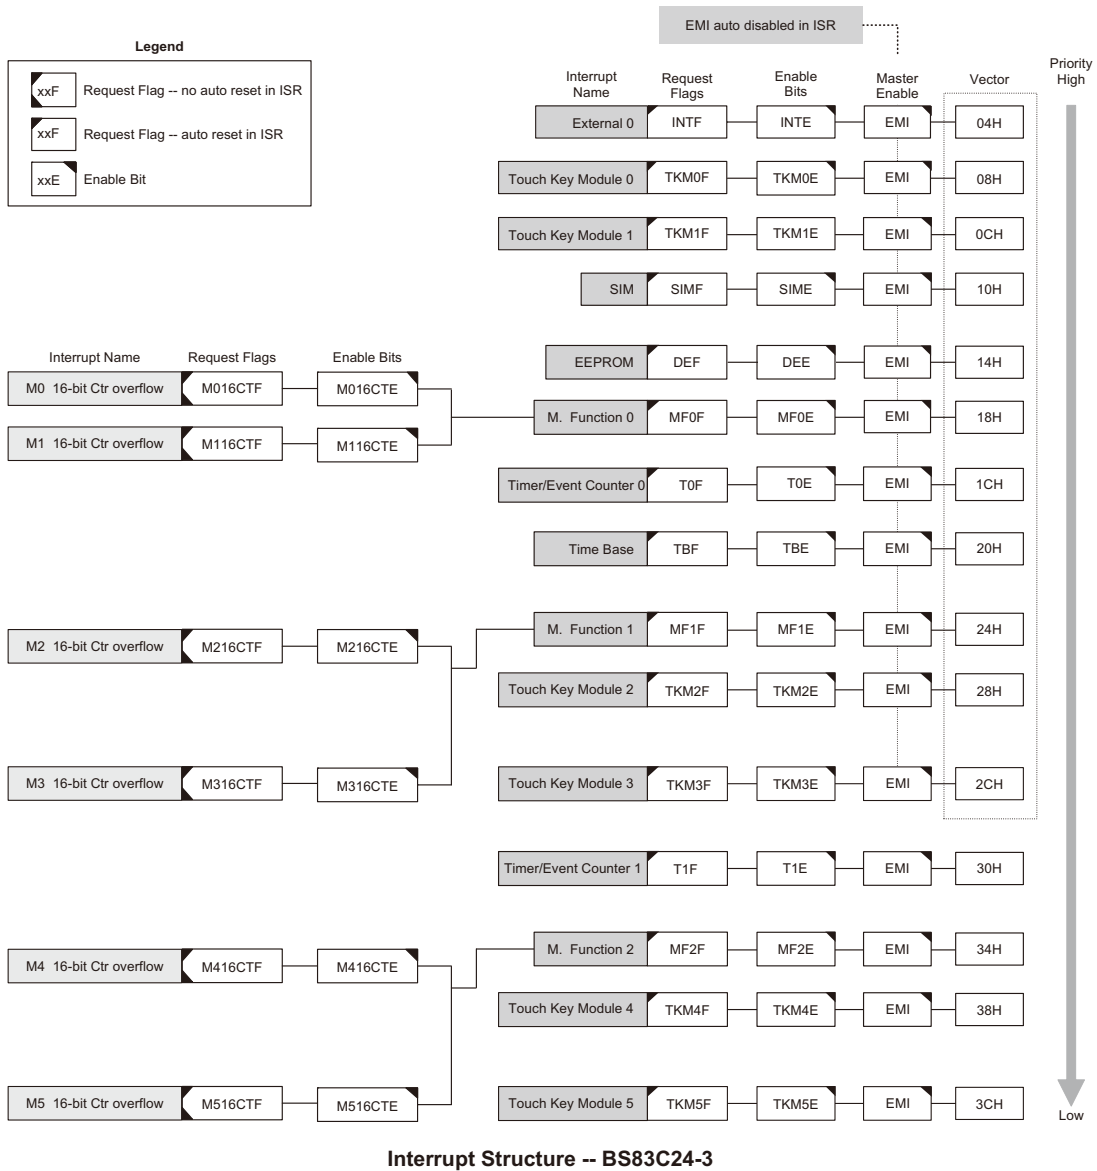 EMI auto disabled in ISR
Legend
xxF Request Flag -- no auto reset in ISR
xxF Request Flag -- auto reset in ISR
xxE Enable Bit
Priority
High
Interrupt
Name
Request
Flags
Enable
Bits
Master
Enable
Vector
External 0 INTF INTE EMI 04H
Touch Key Module 0 TKM0F TKM0E EMI 08H
Touch Key Module 1 TKM1F TKM1E EMI 0CH
SIM SIMF SIME EMI 10H
Interrupt Name Request Flags Enable Bits
EEPROM DEF DEE EMI 14H
M0 16-bit Ctr overflow M016CTF M016CTE
M. Function 0 MF0F MF0E EMI 18H
M1 16-bit Ctr overflow M116CTF M116CTE
Timer/Event Counter 0 T0F T0E EMI 1CH
Time Base TBF TBE EMI 20H
M. Function 1 MF1F MF1E EMI 24H
M2 16-bit Ctr overflow M216CTF M216CTE
Touch Key Module 2 TKM2F TKM2E EMI 28H
M3 16-bit Ctr overflow M316CTF M316CTE
Touch Key Module 3 TKM3F TKM3E EMI 2CH
Timer/Event Counter 1 T1F T1E EMI 30H
M. Function 2 MF2F MF2E EMI 34H
M4 16-bit Ctr overflow M416CTF M416CTE
Touch Key Module 4 TKM4F TKM4E EMI 38H
M5 16-bit Ctr overflow M516CTF M516CTE
Touch Key Module 5 TKM5F TKM5E EMI 3CH
Low
Interrupt Structure -- BS83C24-3